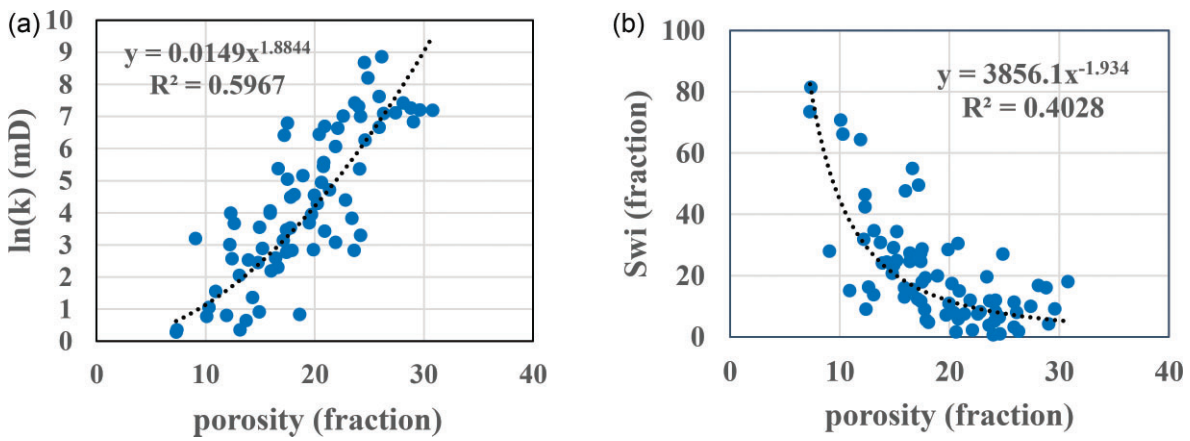 (a)
10
9
8
7
6
5
4
3
2
1
0
ln(k) (mD)
y = 0.0149x^1.8844
R² = 0.5967
0 10 20 30 40
porosity (fraction)
(b)
100
80
60
40
20
0
Swi (fraction)
y = 3856.1x^-1.934
R² = 0.4028
0 10 20 30 40
porosity (fraction)